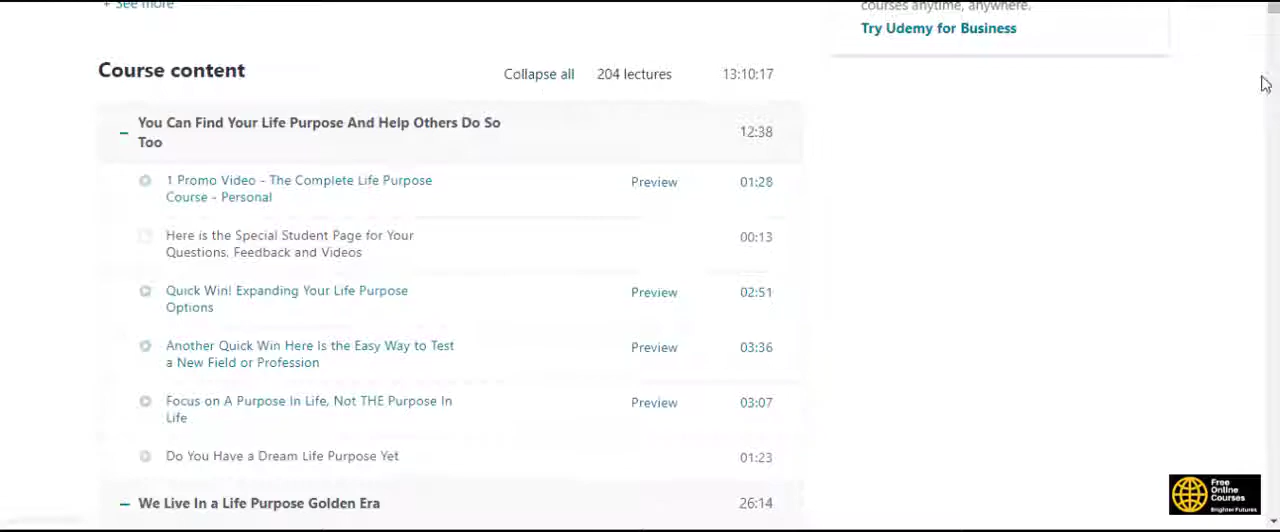 + See more
courses anytime, anywhere.
Try Udemy for Business
Course content
Collapse all 204 lectures 13:10:17
You Can Find Your Life Purpose And Help Others Do So
Too
12:38
1 Promo Video - The Complete Life Purpose
Course - Personal
Preview 01:28
Here is the Special Student Page for Your
Questions, Feedback and Videos
00:13
Quick Win! Expanding Your Life Purpose
Options
Preview 02:51
Another Quick Win Here Is the Easy Way to Test
a New Field or Profession
Preview 03:36
Focus on A Purpose In Life, Not THE Purpose In
Life
Preview 03:07
Do You Have a Dream Life Purpose Yet 01:23
We Live In a Life Purpose Golden Era 26:14
Free
Online
Courses
Brighter Futures